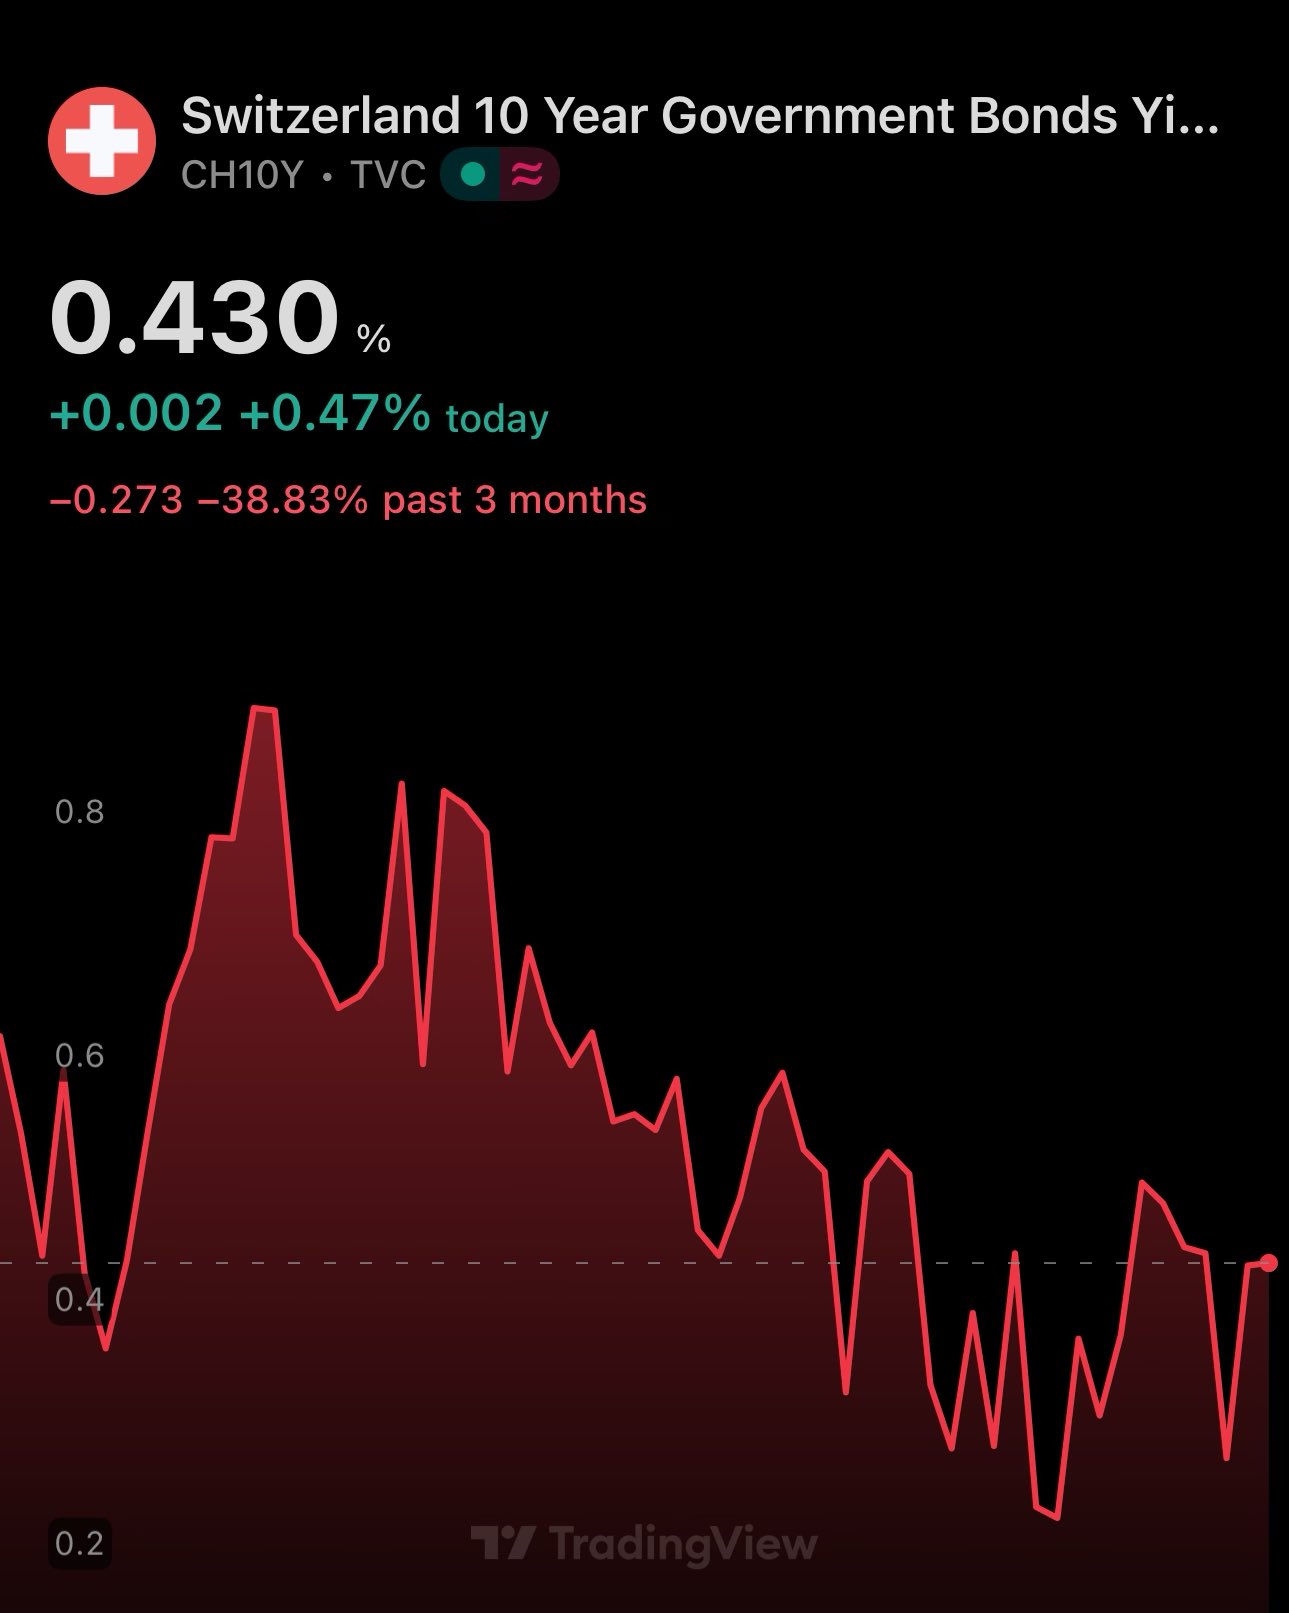 Switzerland 10 Year Government Bonds Yi...
CH10Y • TVC
0.430 %
+0.002 +0.47% today
−0.273 −38.83% past 3 months
0.8
0.6
0.4
0.2
TradingView